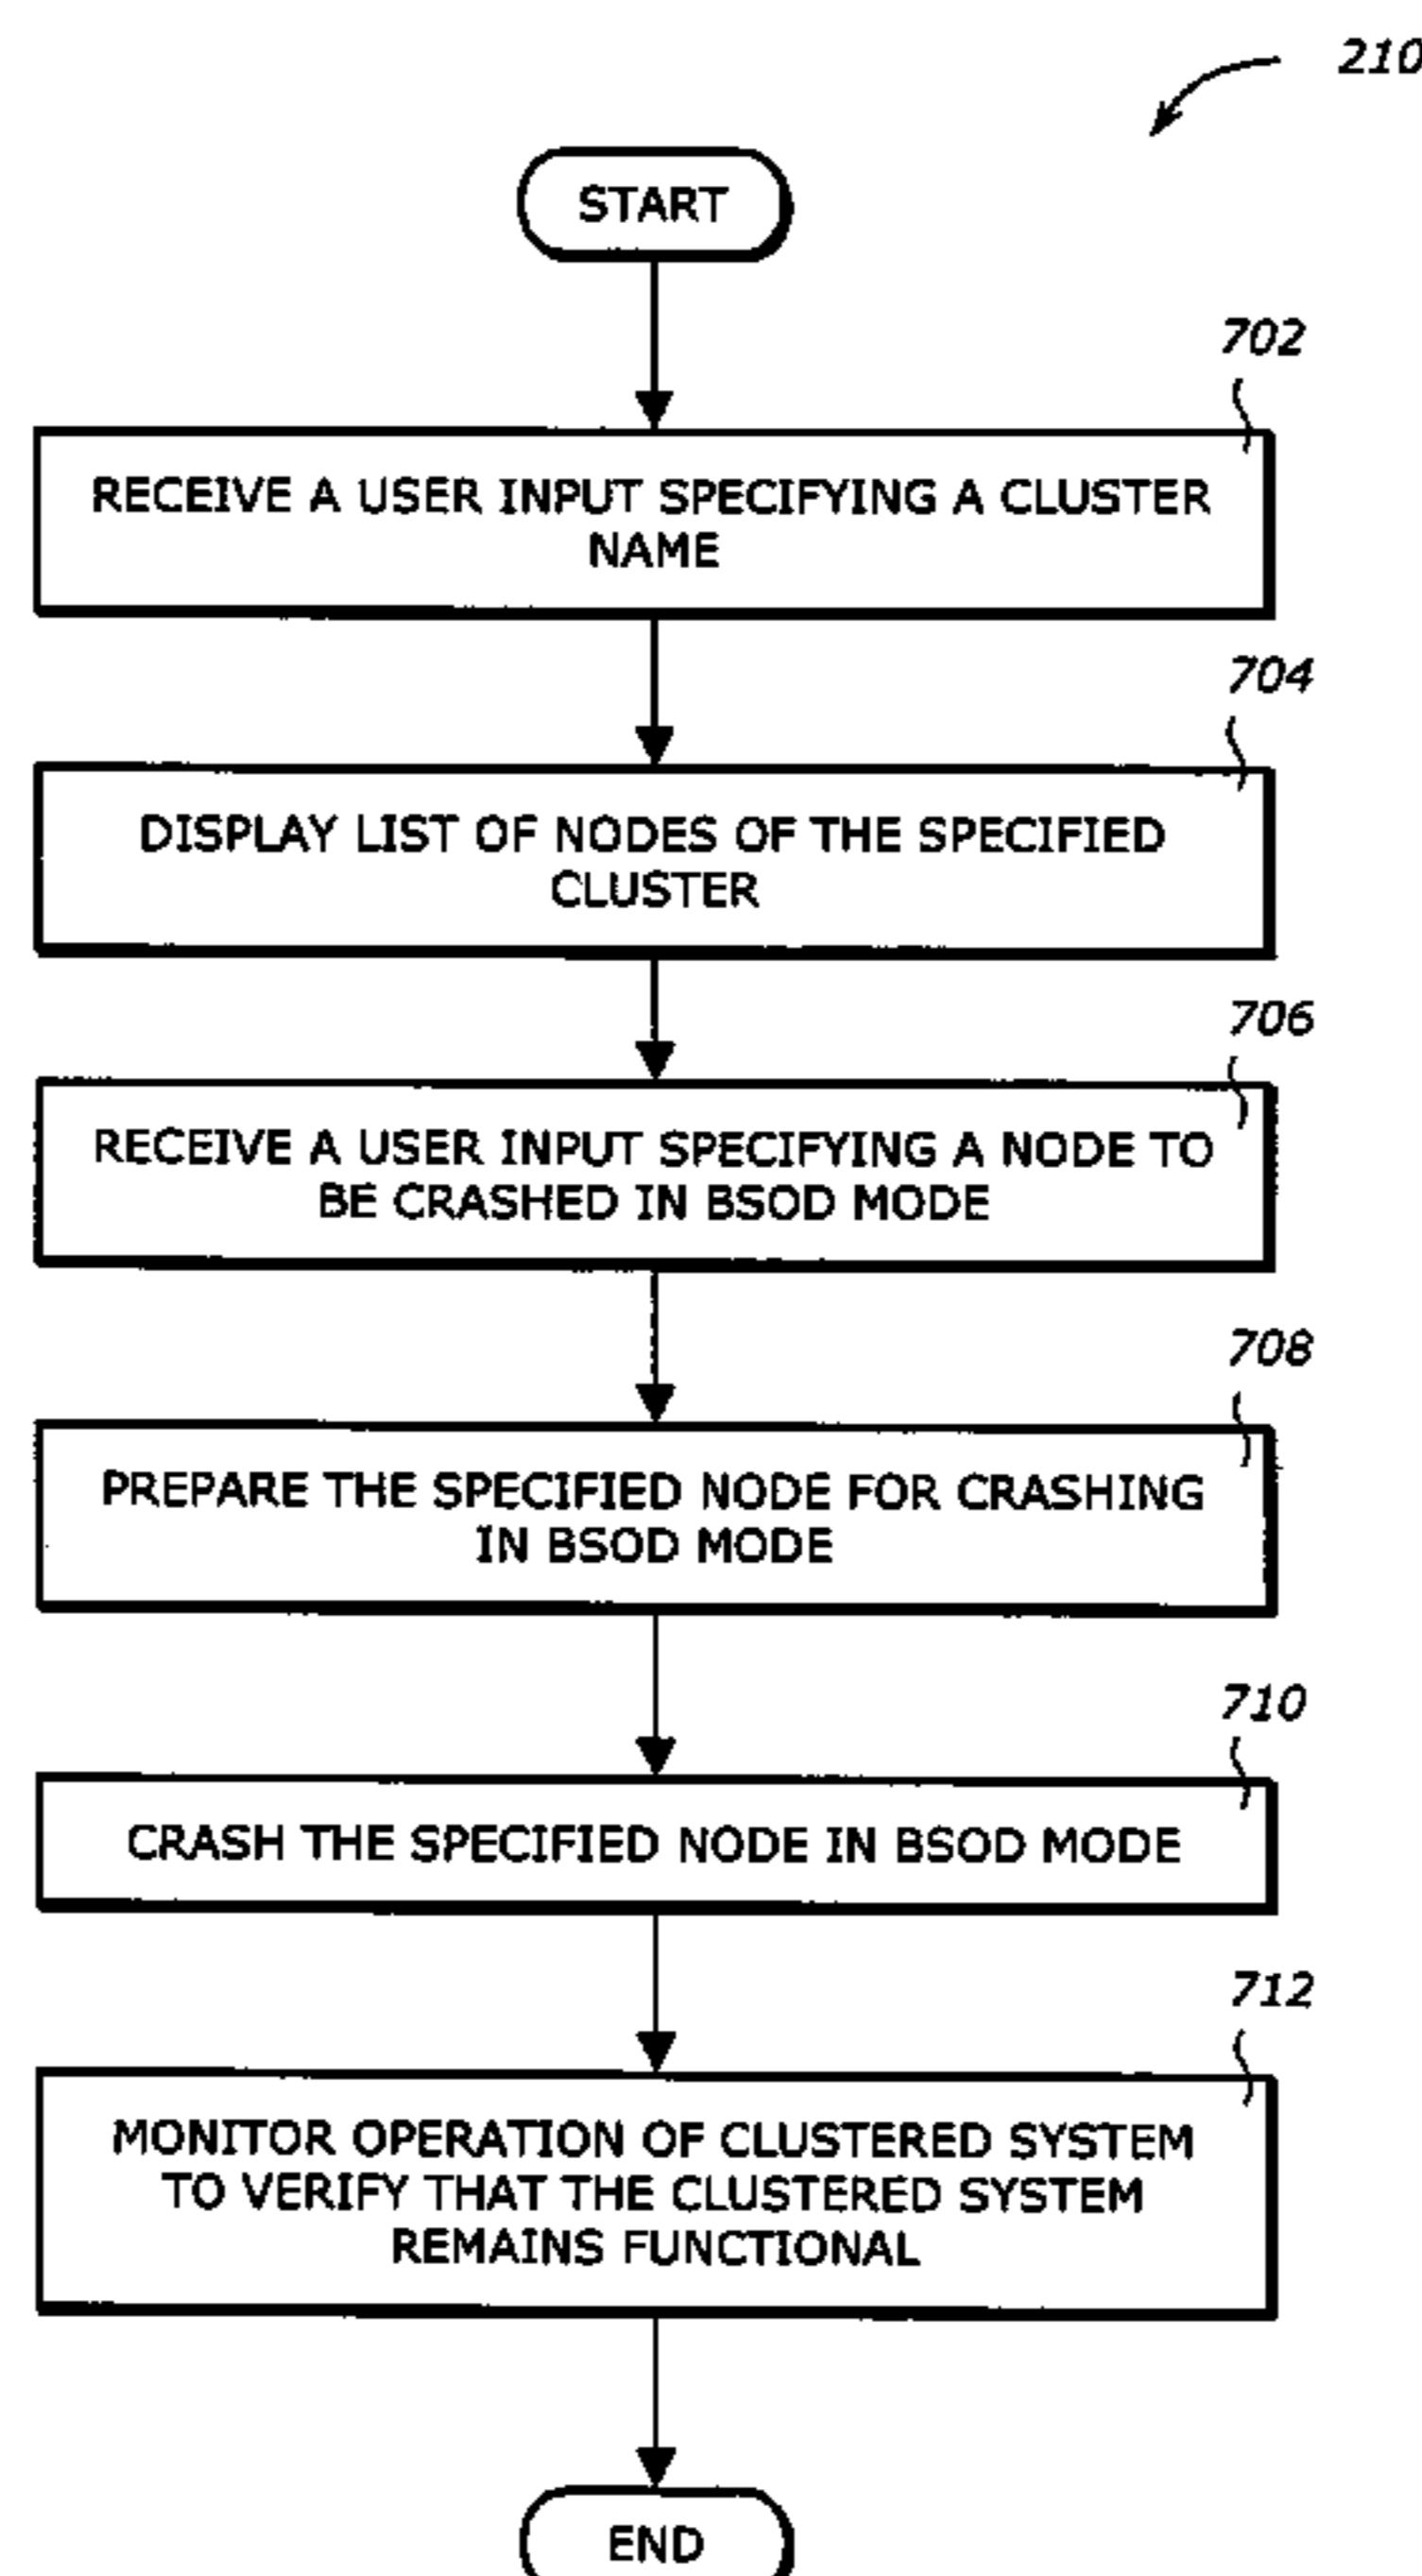 210
START
702
RECEIVE A USER INPUT SPECIFYING A CLUSTER
NAME
704
DISPLAY LIST OF NODES OF THE SPECIFIED
CLUSTER
706
RECEIVE A USER INPUT SPECIFYING A NODE TO
BE CRASHED IN BSOD MODE
708
PREPARE THE SPECIFIED NODE FOR CRASHING
IN BSOD MODE
710
CRASH THE SPECIFIED NODE IN BSOD MODE
712
MONITOR OPERATION OF CLUSTERED SYSTEM
TO VERIFY THAT THE CLUSTERED SYSTEM
REMAINS FUNCTIONAL
END